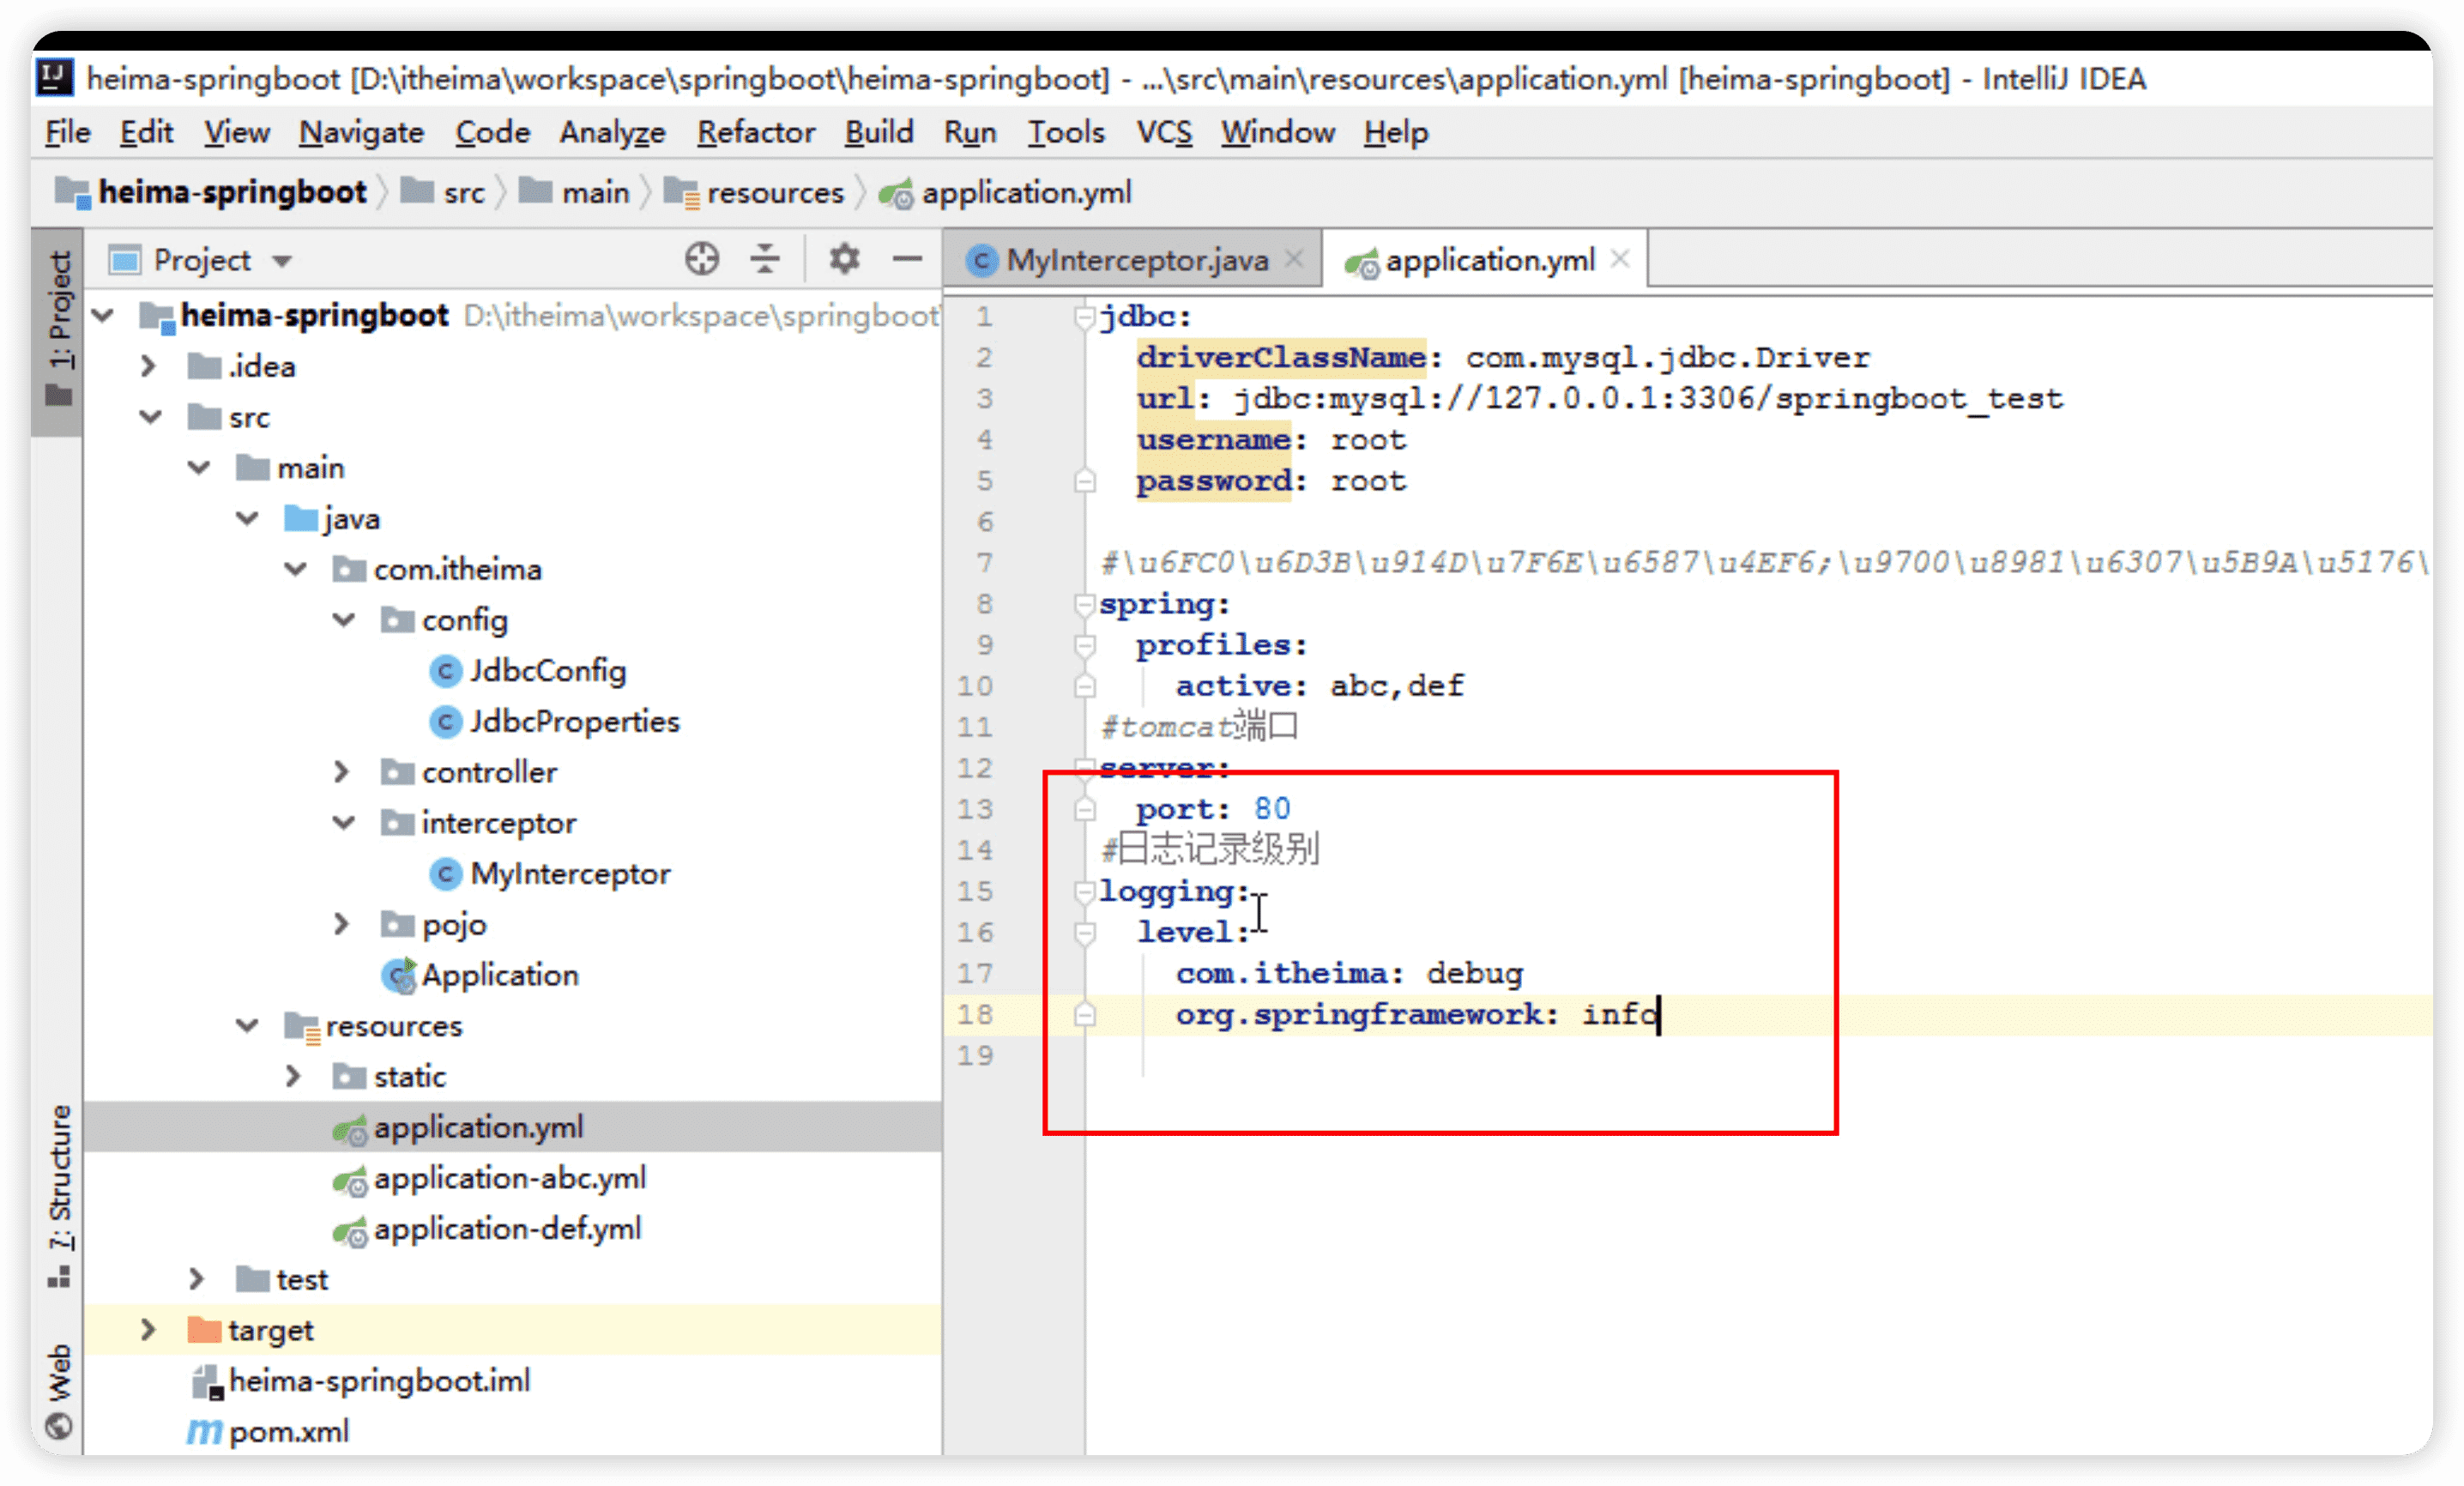 heima-springboot [D:\itheima\workspace\springboot\heima-springboot] - ...\src\main\resources\application.yml [heima-springboot] - IntelliJ IDEA
File Edit View Navigate Code Analyze Refactor Build Run Tools VCS Window Help
heima-springboot src main resources application.yml
1: Project
7: Structure
Web
Project
heima-springboot D:\itheima\workspace\springboot\
.idea
src
main
java
com.itheima
config
JdbcConfig
JdbcProperties
controller
interceptor
MyInterceptor
pojo
Application
resources
static
application.yml
application-abc.yml
application-def.yml
test
target
heima-springboot.iml
pom.xml
MyInterceptor.java application.yml
1 jdbc:
2 driverClassName: com.mysql.jdbc.Driver
3 url: jdbc:mysql://127.0.0.1:3306/springboot_test
4 username: root
5 password: root
6
7 #\u6FC0\u6D3B\u914D\u7F6E\u6587\u4EF6;\u9700\u8981\u6307\u5B9A\u5176\
8 spring:
9 profiles:
10 active: abc,def
11 #tomcat端口
12 server:
13 port: 80
14 #日志记录级别
15 logging:
16 level:
17 com.itheima: debug
18 org.springframework: info
19